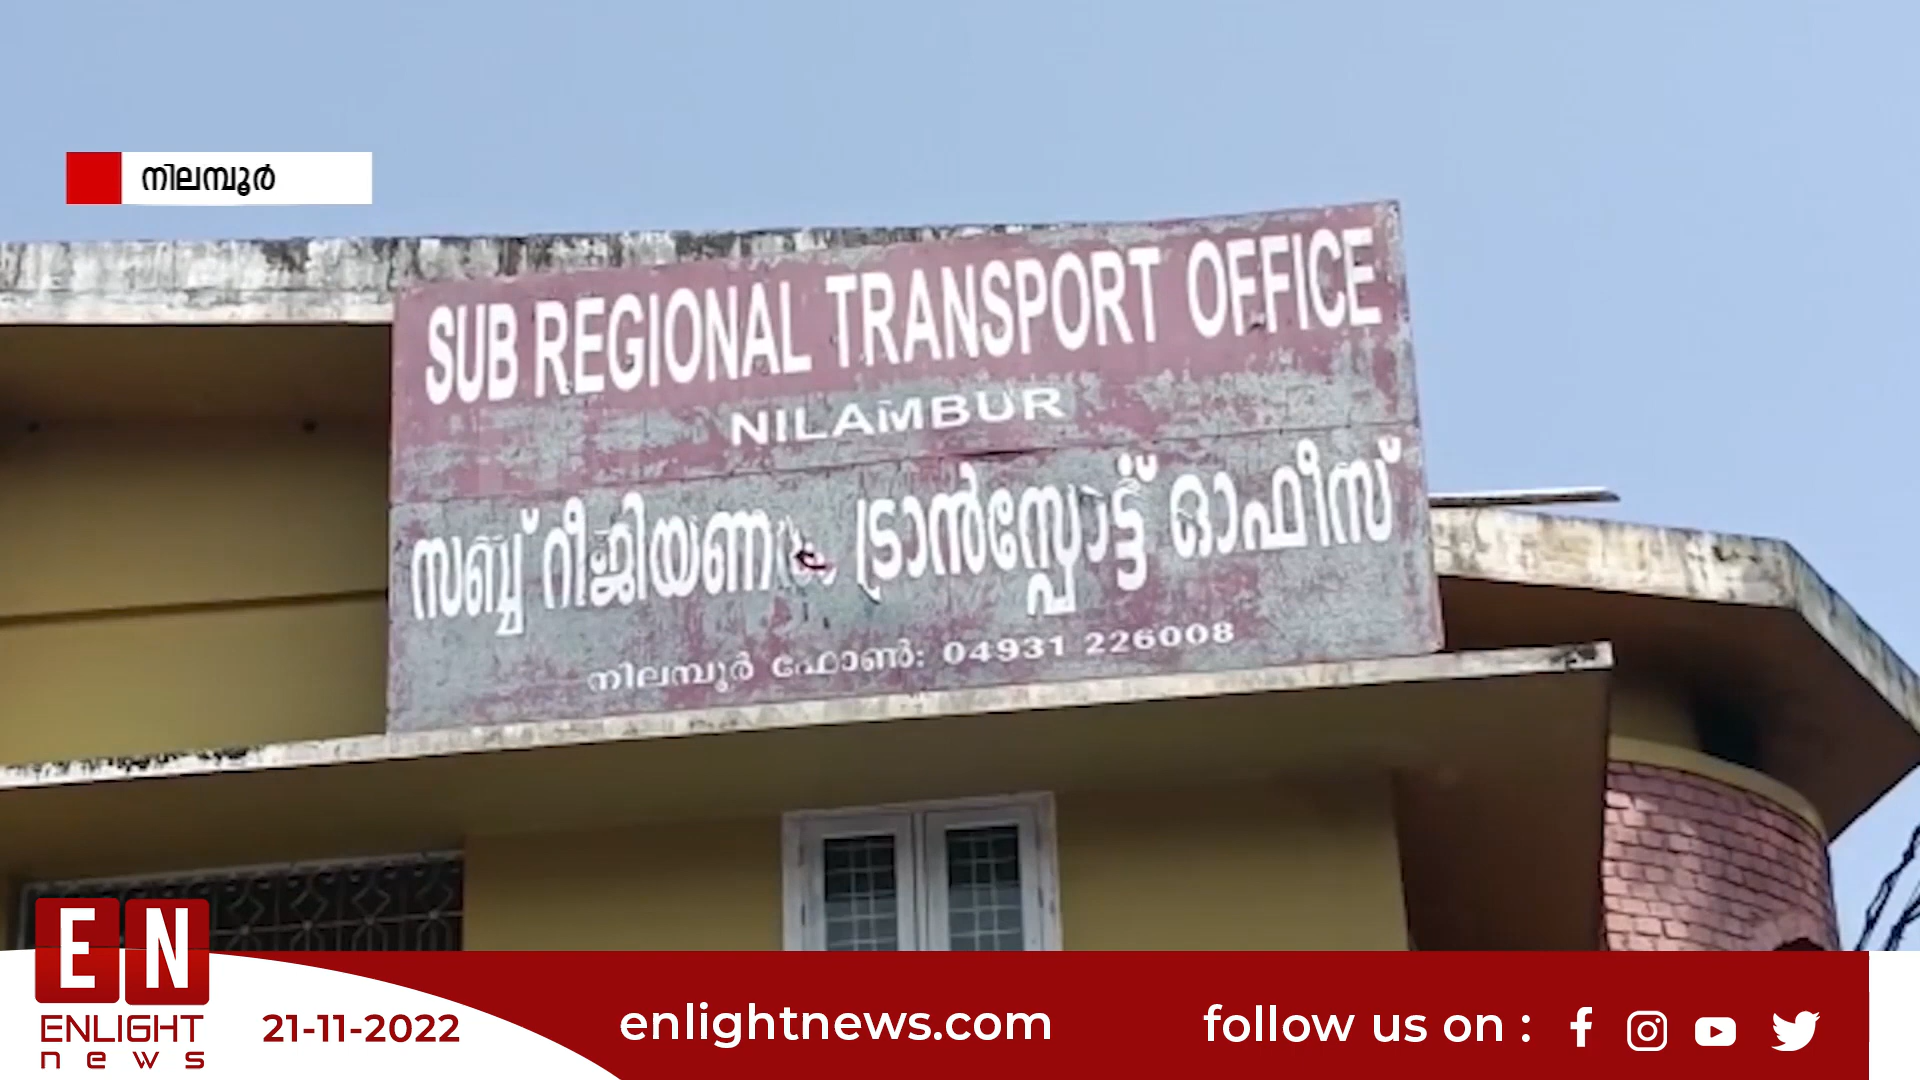 നിലമ്പൂർ
SUB REGIONAL TRANSPORT OFFICE
NILAMBUR
സബ്ബ് റീജിയണൽ ട്രാൻസ്പോർട്ട് ഓഫീസ്
നിലമ്പൂർ ഫോൺ: 04931 226008
EN
ENLIGHT
news
21-11-2022
enlightnews.com
follow us on :